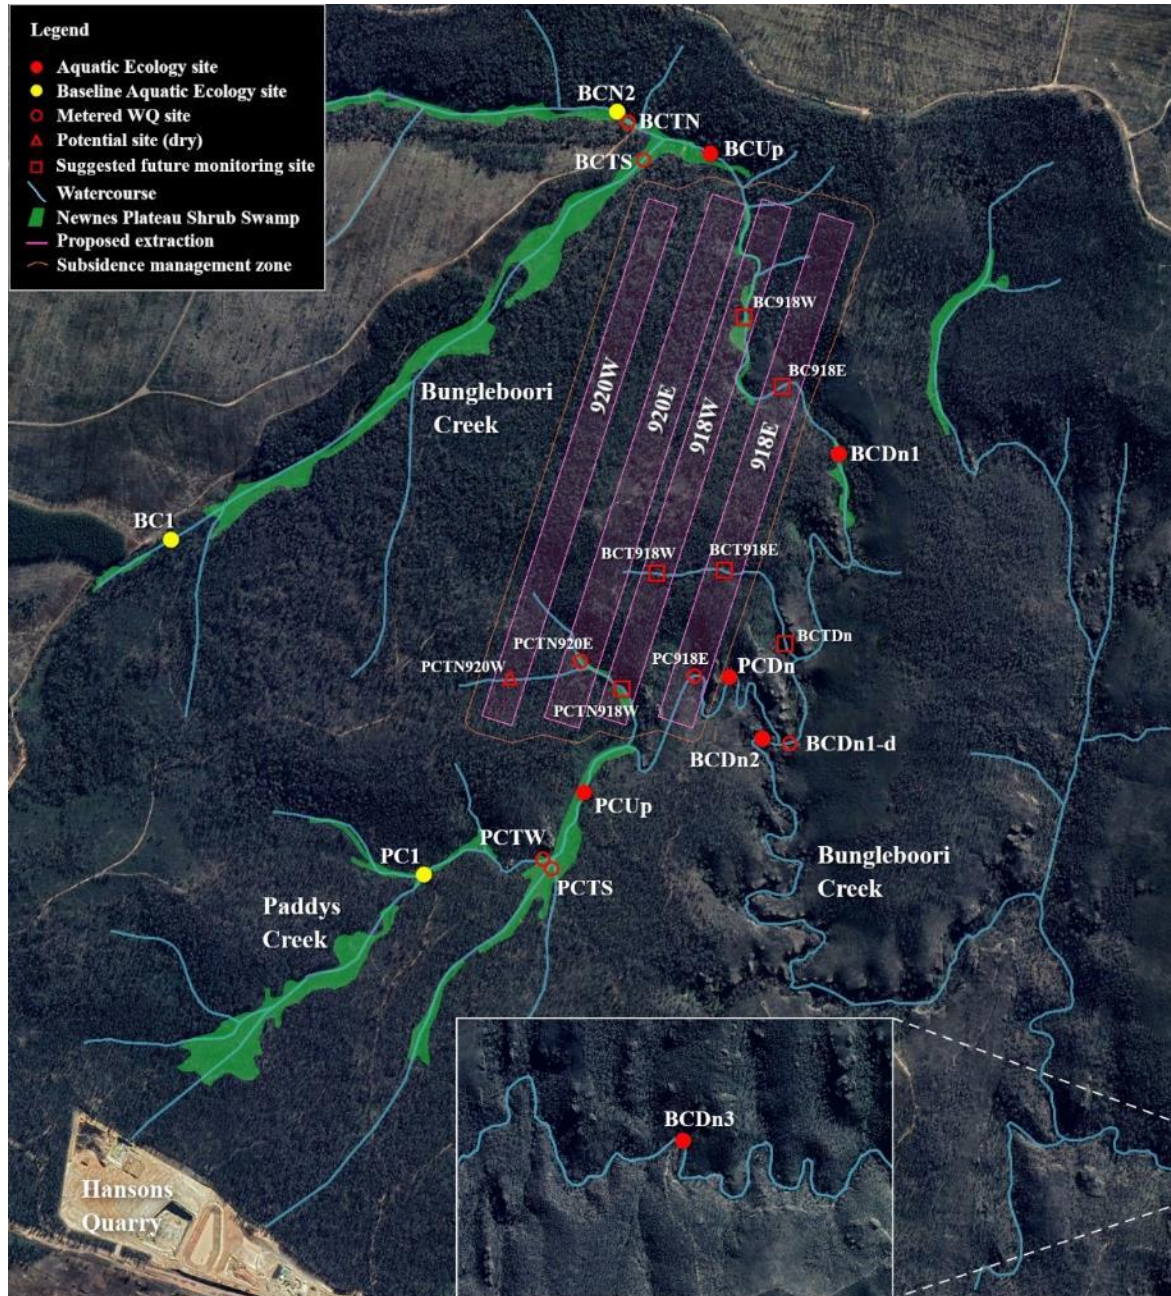 Legend
Aquatic Ecology site
Baseline Aquatic Ecology site
Metered WQ site
Potential site (dry)
Suggested future monitoring site
Watercourse
Newnes Plateau Shrub Swamp
Proposed extraction
Subsidence management zone
BCN2
BCTN
BCUp
BCTS
BC918W
BC918E
920W
920E
918W
918E
Bungleboori
Creek
BCDn1
BC1
BCT918W
BCT918E
BCTDn
PCTN920E
PCTN920W
PC918E
PCDn
PCTN918W
BCDn2
BCDn1-d
PCUp
PCTW
PC1
PCTS
Bungleboori
Creek
Paddys
Creek
BCDn3
Hansons
Quarry